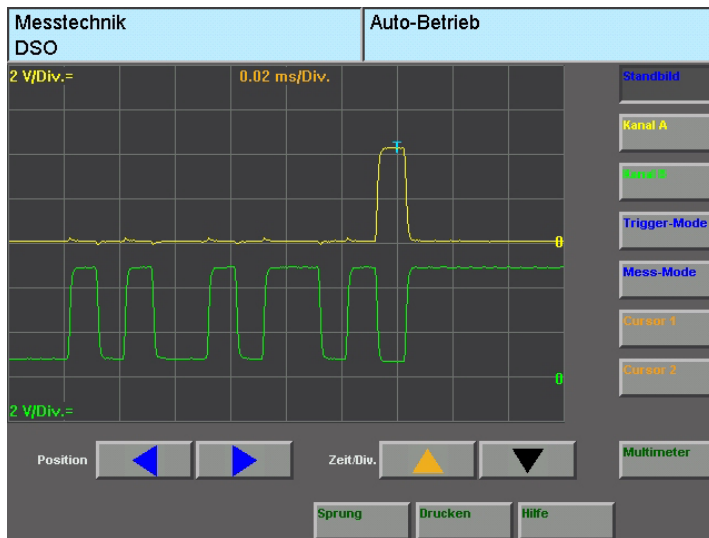 Messtechnik
DSO
Auto-Betrieb
2 V/Div.=
0.02 ms/Div.
T
0
0
2 V/Div.=
Standbild
Kanal A
Kanal B
Trigger-Mode
Mess-Mode
Cursor 1
Cursor 2
Multimeter
Position
Zeit/Div.
Sprung
Drucken
Hilfe